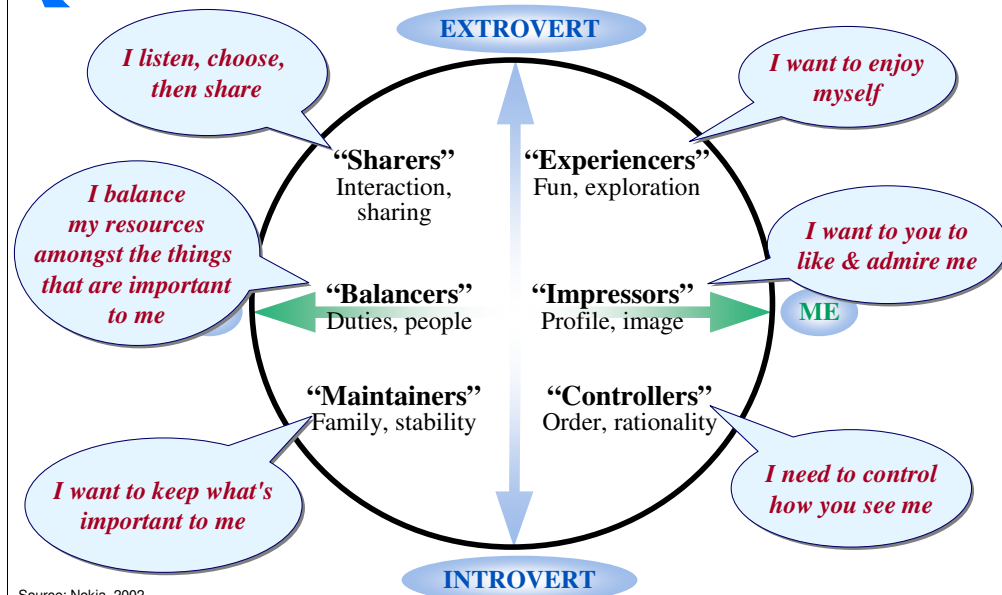 EXTROVERT
I listen, choose,
then share
I want to enjoy
myself
“Sharers”
Interaction,
sharing
“Experiencers”
Fun, exploration
I balance
my resources
amongst the things
that are important
to me
I want to you to
like & admire me
“Balancers”
Duties, people
“Impressors”
Profile, image
ME
“Maintainers”
Family, stability
“Controllers”
Order, rationality
I want to keep what's
important to me
I need to control
how you see me
INTROVERT
Source: Nokia, 2002